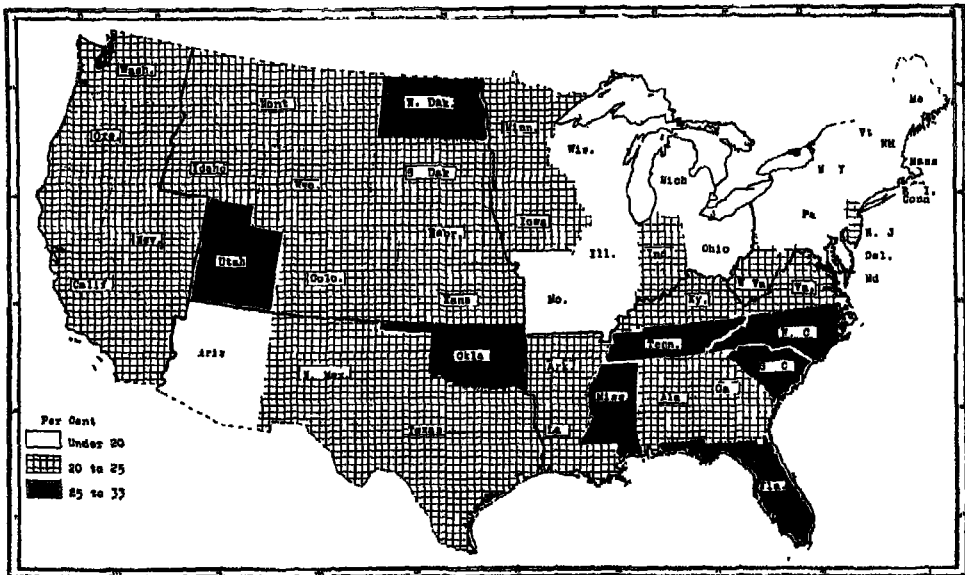 Wash.
Mont
N. Dak.
Minn.
Me
Ore.
Idaho
Wyo.
S Dak
Wis.
Mich
N Y
Vt
NH
Mass
R. I.
Conn
Nev.
Utah
Colo.
Nebr.
Iowa
Ill.
Ind
Ohio
Pa
N. J
Del.
Md
Calif
Kans
Mo.
Ky.
W Va
Va.
Ariz
N. Mex.
Okla
Ark.
Tenn.
N. C
S C
Texas
La
Miss
Ala
Ga
Fla.
Per Cent
Under 20
20 to 25
25 to 33